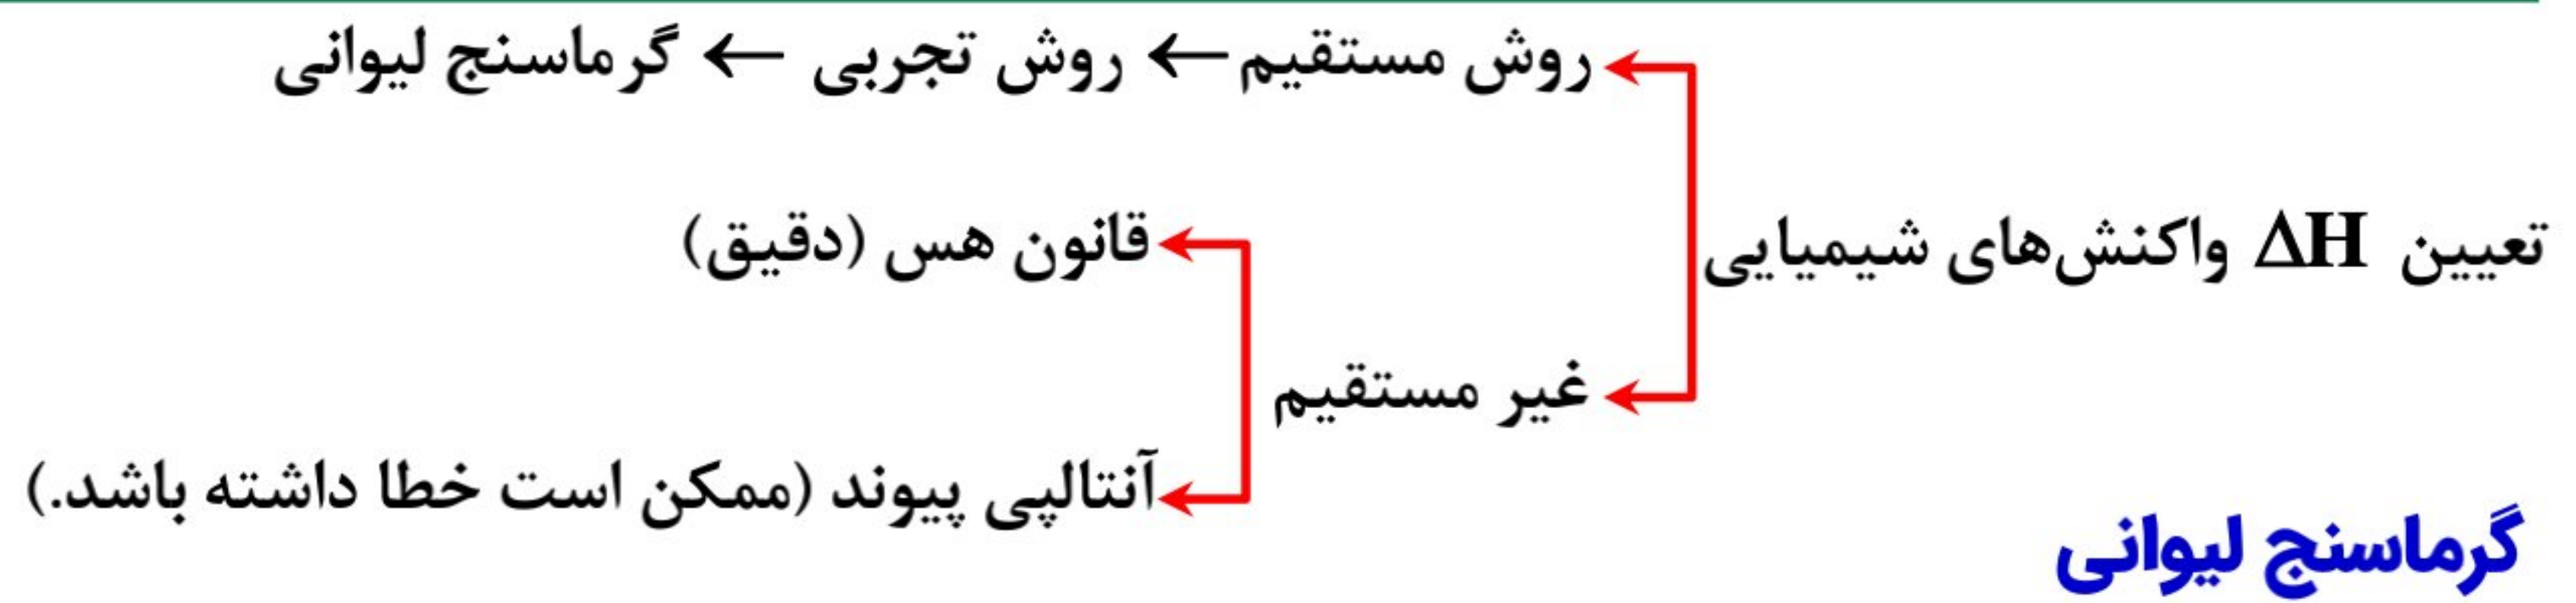 روش مستقیم ← روش تجربی ← گرماسنج لیوانی
تعیین ΔH واکنش‌های شیمیایی
قانون هس (دقیق)
غیر مستقیم
آنتالپی پیوند (ممکن است خطا داشته باشد.)
گرماسنج لیوانی